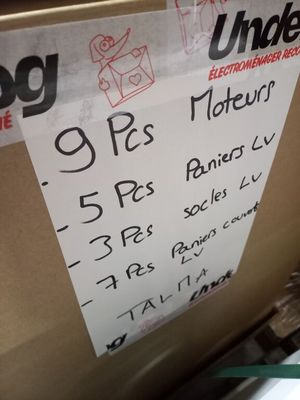 og
Unde
ÉLECTROMÉNAGER RECO
- 9 Pcs Moteurs
- 5 Pcs Paniers LV
- 3 Pcs socles LV
- 7 Pcs Paniers couvert
LV
TALMA